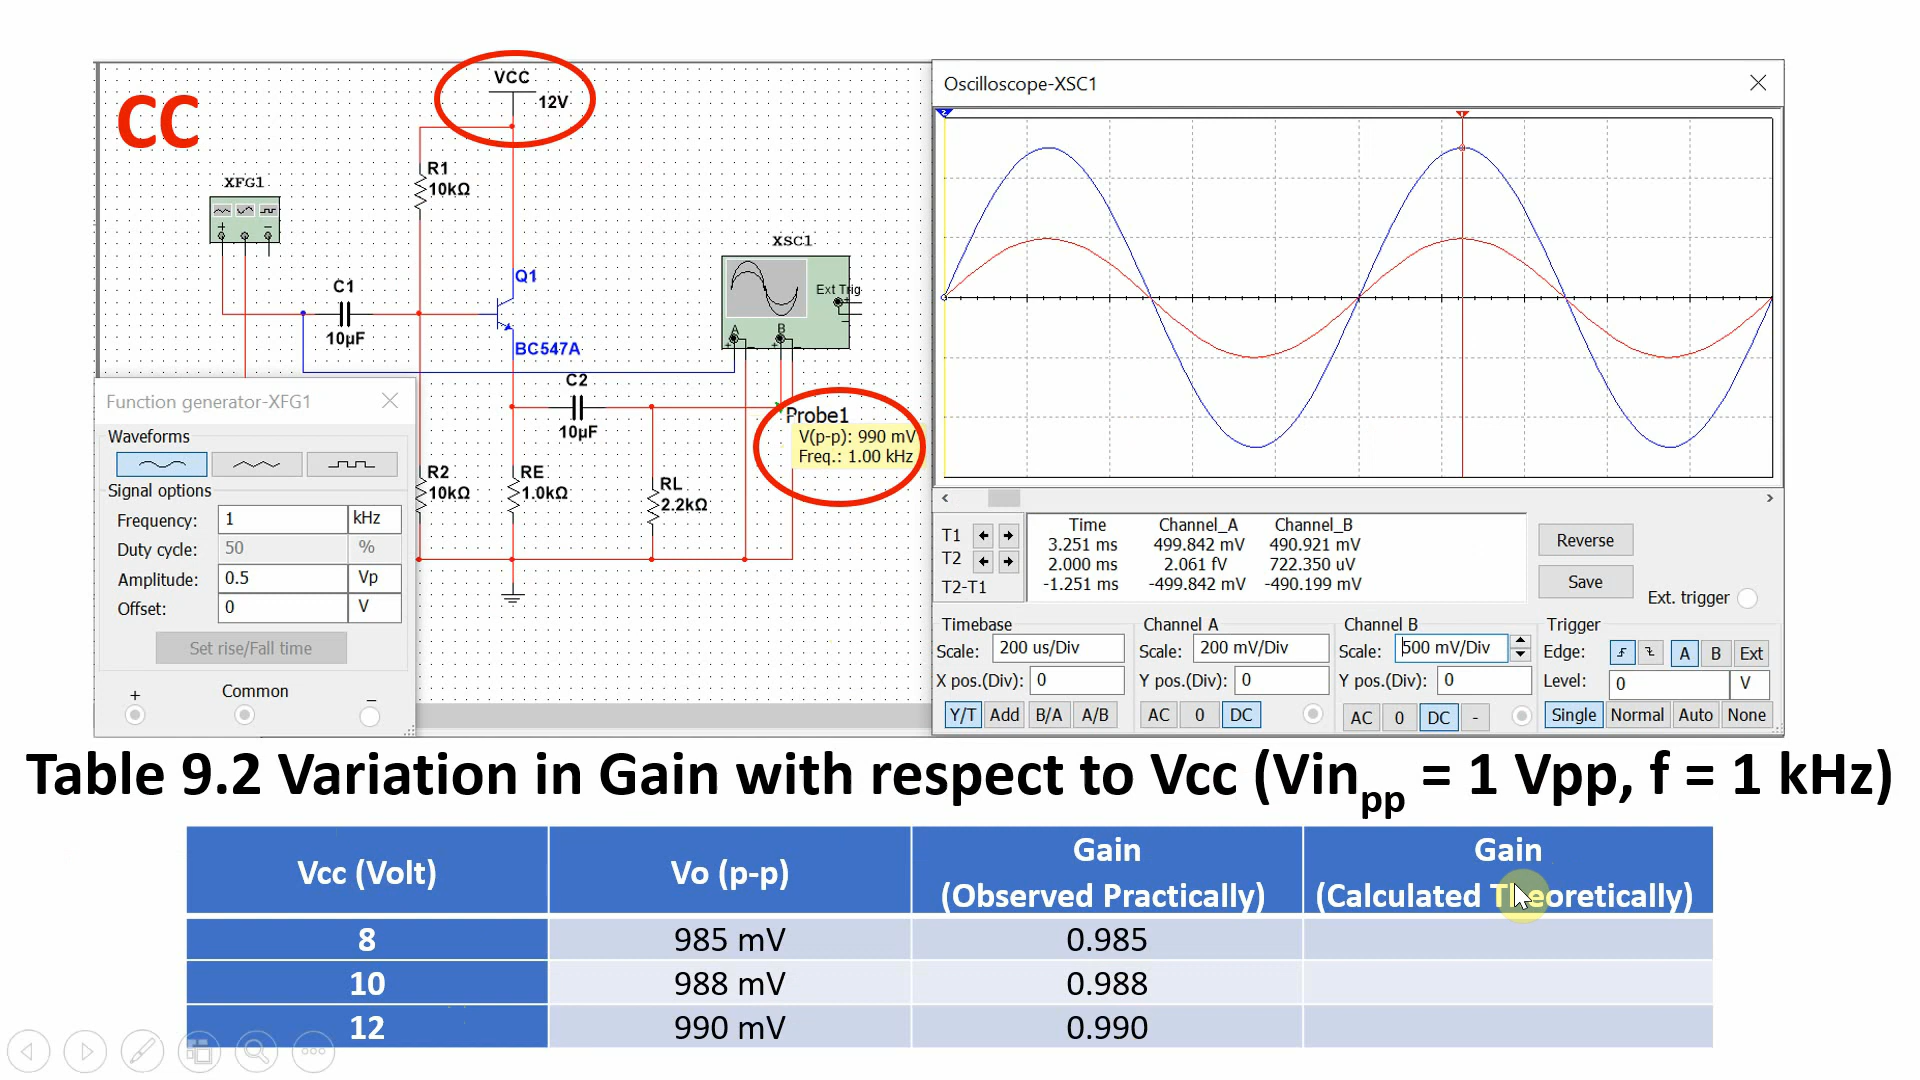 CC
VCC
12V
R1
10kΩ
XFG1
Q1
XSC1
Ext Trig
C1
A
B
10µF
BC547A
C2
10µF
Probe1
V(p-p): 990 mV
Freq.: 1.00 kHz
R2
10kΩ
RE
1.0kΩ
RL
2.2kΩ
Function generator-XFG1
Waveforms
Signal options
Frequency: 1 kHz
Duty cycle: 50 %
Amplitude: 0.5 Vp
Offset: 0 V
Set rise/Fall time
+ Common −
Oscilloscope-XSC1
Time Channel_A Channel_B
T1 3.251 ms 499.842 mV 490.921 mV
T2 2.000 ms 2.061 fV 722.350 uV
T2-T1 -1.251 ms -499.842 mV -490.199 mV
Reverse
Save
Ext. trigger
Timebase
Scale: 200 us/Div
X pos.(Div): 0
Y/T Add B/A A/B
Channel A
Scale: 200 mV/Div
Y pos.(Div): 0
AC 0 DC
Channel B
Scale: 500 mV/Div
Y pos.(Div): 0
AC 0 DC -
Trigger
Edge: A B Ext
Level: 0 V
Single Normal Auto None
Table 9.2 Variation in Gain with respect to Vcc (Vinpp = 1 Vpp, f = 1 kHz)
Vcc (Volt) Vo (p-p) Gain (Observed Practically) Gain (Calculated Theoretically)
8 985 mV 0.985
10 988 mV 0.988
12 990 mV 0.990